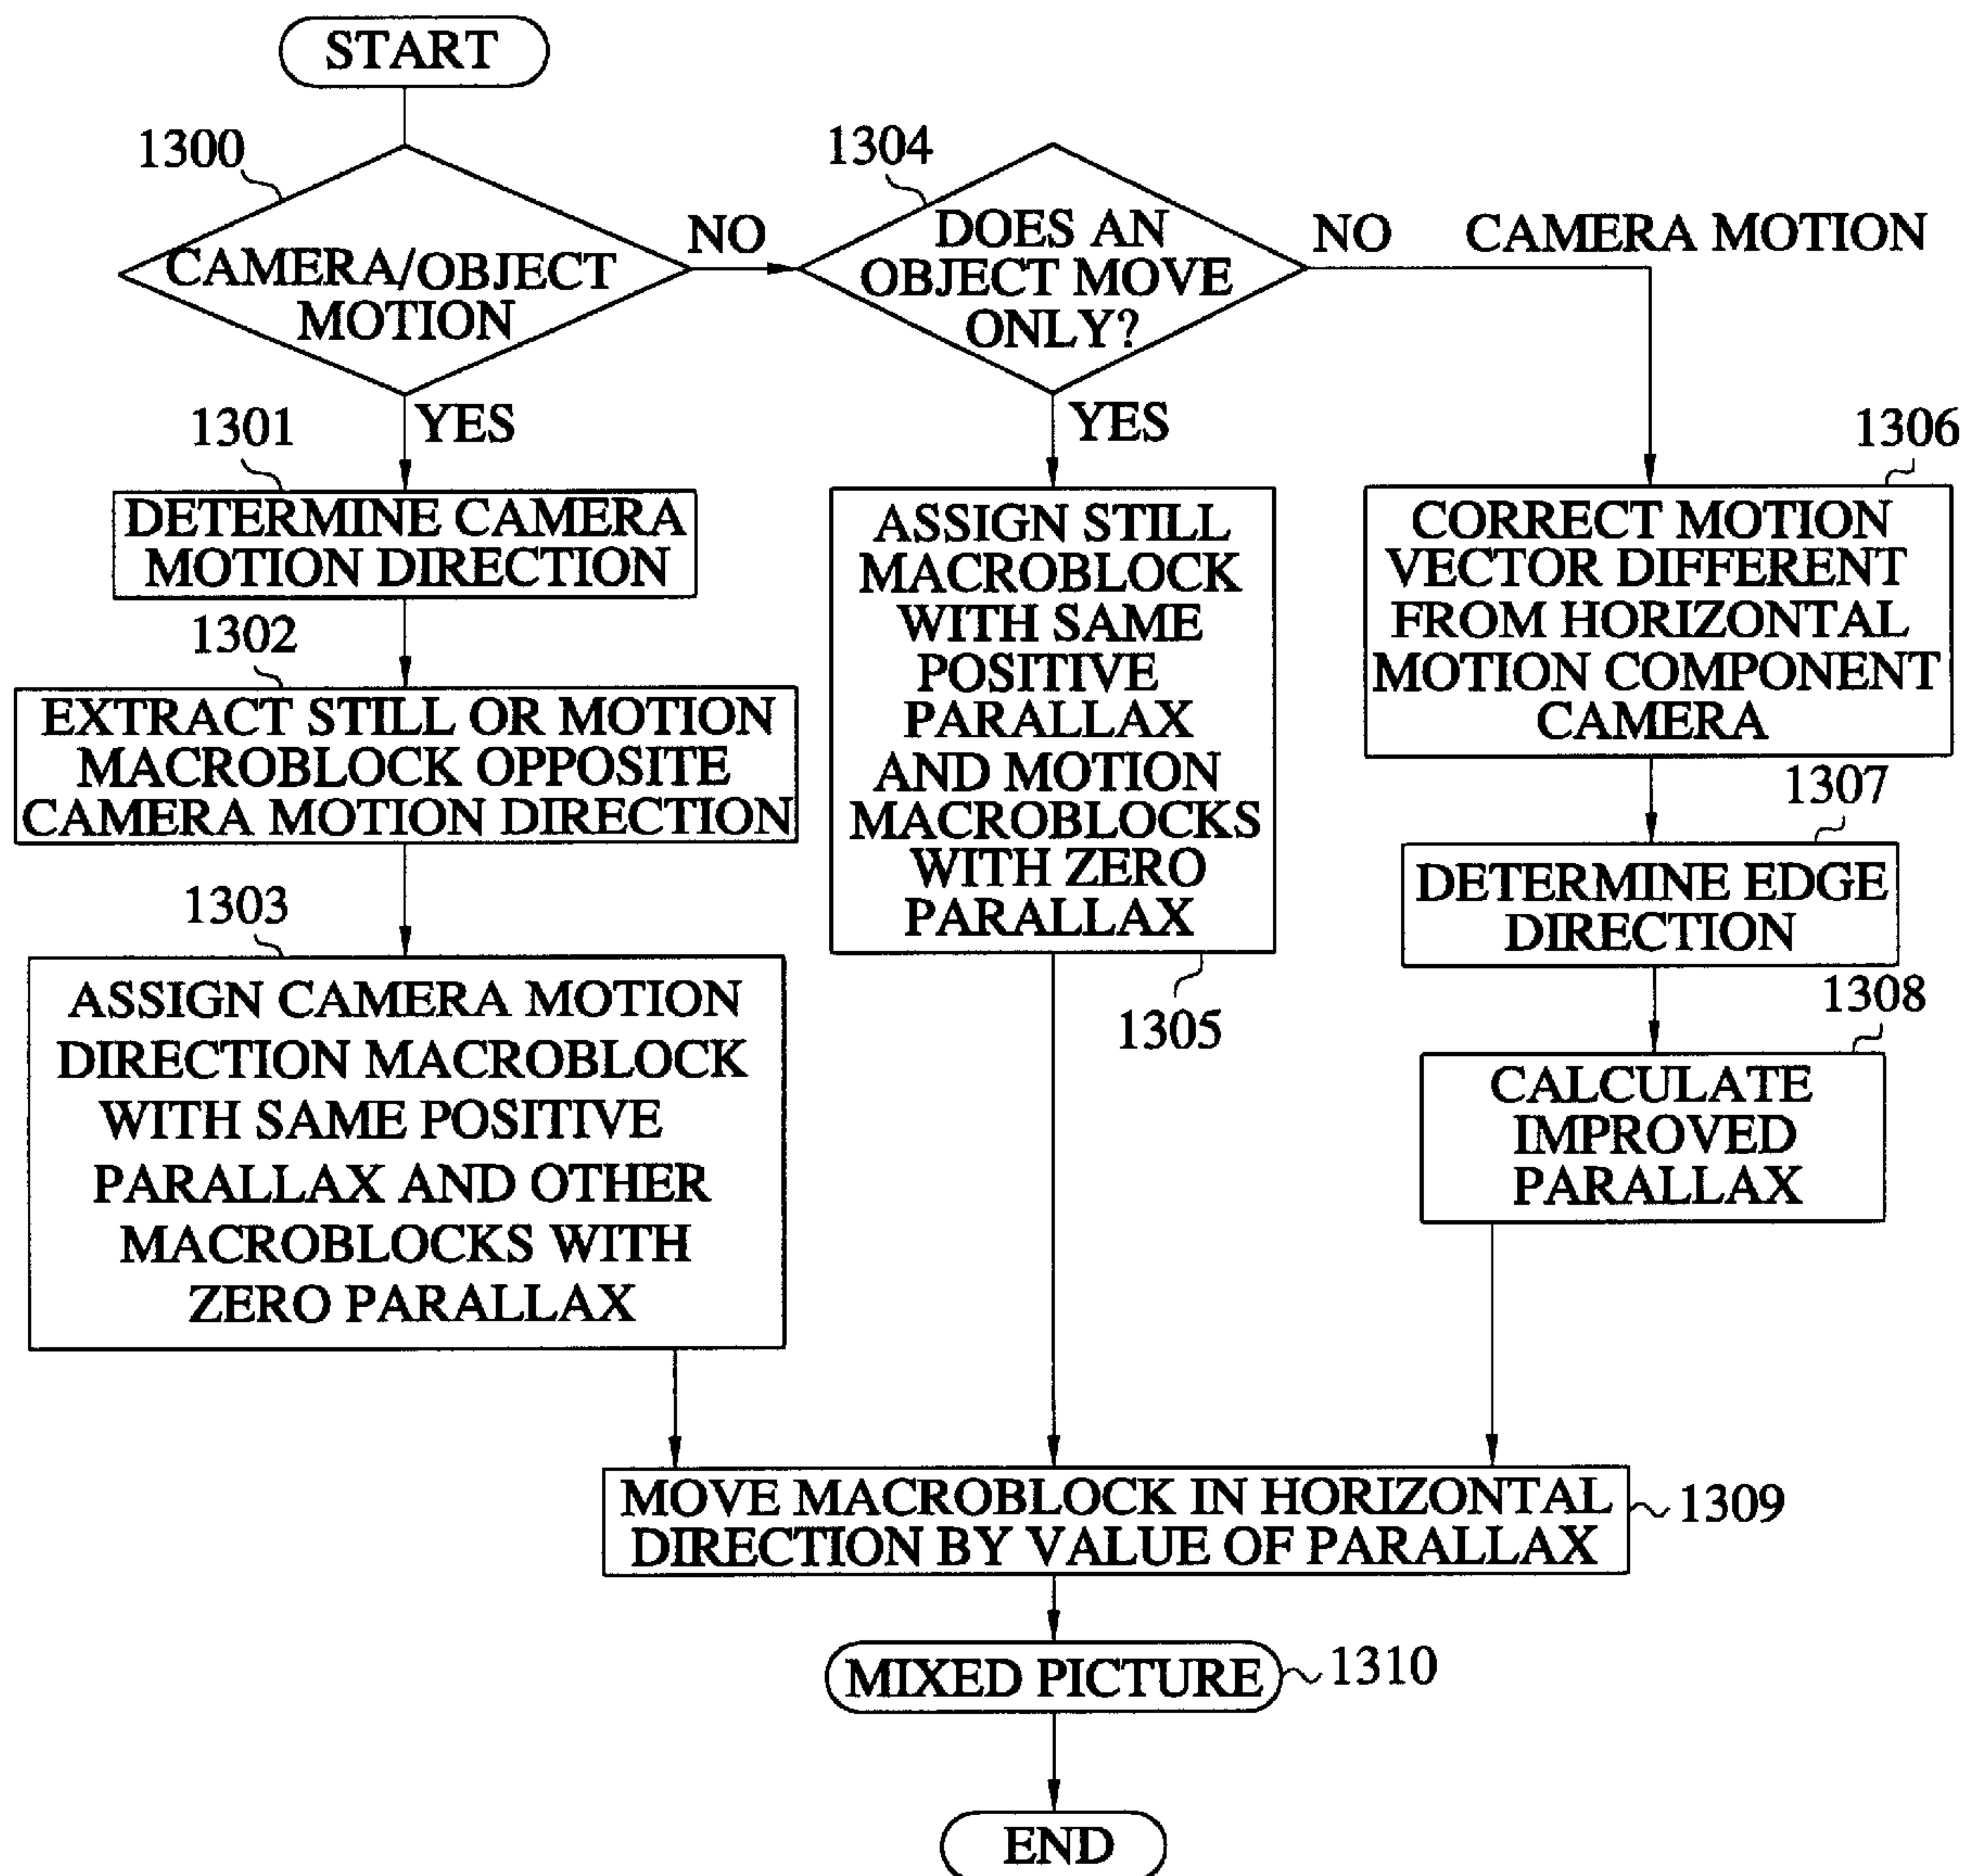 START
1300
CAMERA/OBJECT
MOTION
NO
YES
1304
DOES AN
OBJECT MOVE
ONLY?
NO
CAMERA MOTION
YES
1301
DETERMINE CAMERA
MOTION DIRECTION
1302
EXTRACT STILL OR MOTION
MACROBLOCK OPPOSITE
CAMERA MOTION DIRECTION
1303
ASSIGN CAMERA MOTION
DIRECTION MACROBLOCK
WITH SAME POSITIVE
PARALLAX AND OTHER
MACROBLOCKS WITH
ZERO PARALLAX
ASSIGN STILL
MACROBLOCK
WITH SAME
POSITIVE
PARALLAX
AND MOTION
MACROBLOCKS
WITH ZERO
PARALLAX
1305
1306
CORRECT MOTION
VECTOR DIFFERENT
FROM HORIZONTAL
MOTION COMPONENT
CAMERA
1307
DETERMINE EDGE
DIRECTION
1308
CALCULATE
IMPROVED
PARALLAX
MOVE MACROBLOCK IN HORIZONTAL
DIRECTION BY VALUE OF PARALLAX
1309
MIXED PICTURE
1310
END